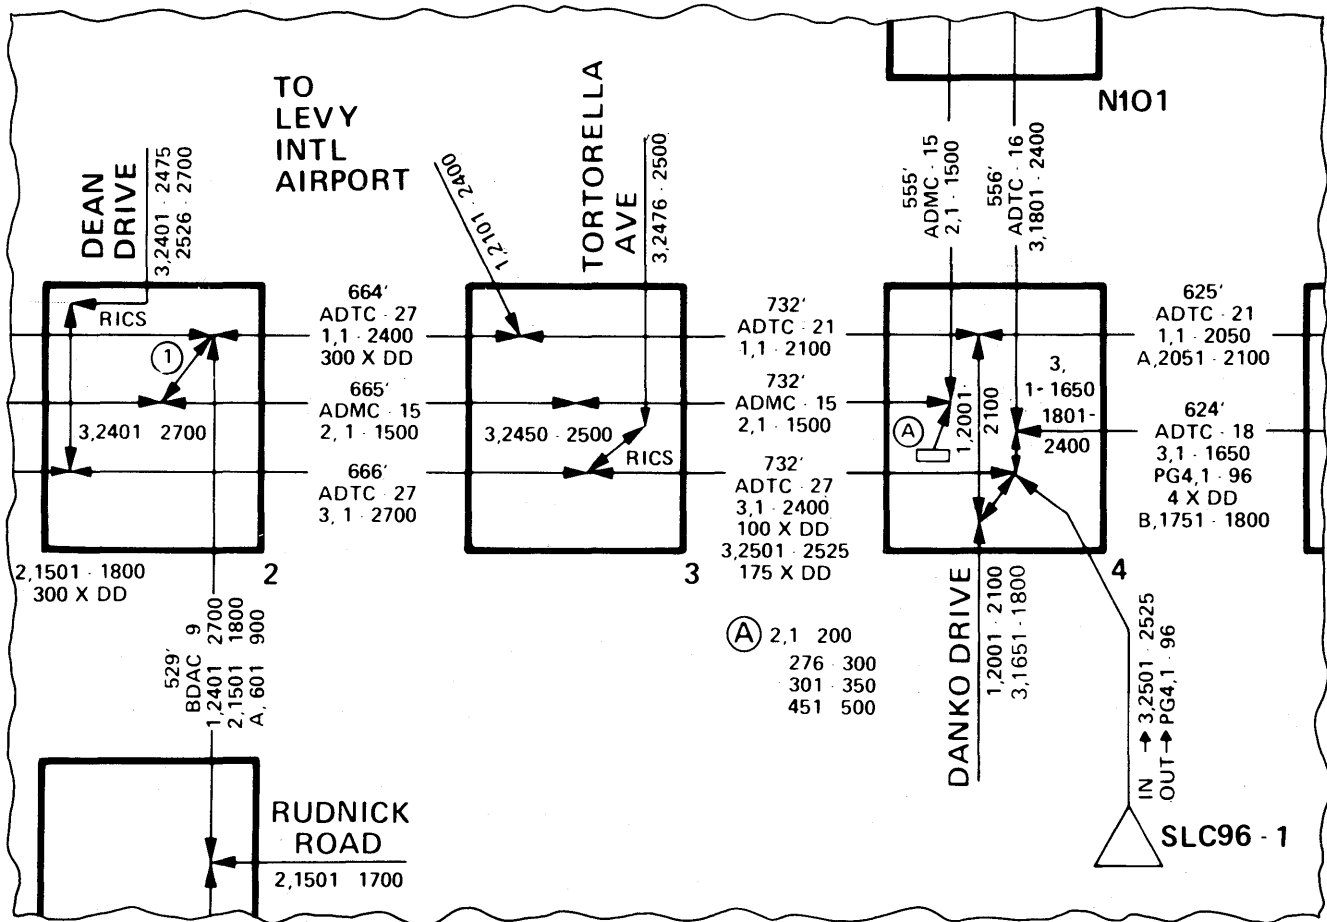 TO
LEVY
INTL
AIRPORT
DEAN
DRIVE
3,2401 - 2475
2526 - 2700
1,2101 - 2400
TORTORELLA
AVE
3,2476 - 2500
N101
555'
ADMC - 15
2,1 - 1500
556'
ADTC - 16
3,1801 - 2400
RICS
1
664'
ADTC - 27
1,1 - 2400
300 X DD
665'
ADMC - 15
2, 1 - 1500
3,2401 2700
666'
ADTC - 27
3, 1 - 2700
3,2450 - 2500
RICS
732'
ADTC - 21
1,1 - 2100
732'
ADMC - 15
2,1 - 1500
732'
ADTC - 27
3,1 - 2400
100 X DD
3,2501 - 2525
175 X DD
A
1,2001 -
2100
3,
1 - 1650
1801 -
2400
625'
ADTC - 21
1,1 - 2050
A,2051 - 2100
624'
ADTC - 18
3,1 - 1650
PG4,1 - 96
4 X DD
B,1751 - 1800
2,1501 - 1800
300 X DD
2
3
4
529'
BDAC 9
1,2401 2700
2,1501 1800
A, 601 900
A 2,1 200
276 - 300
301 - 350
451 500
DANKO DRIVE
1,2001 - 2100
3,1651 - 1800
IN → 3,2501 - 2525
OUT → PG4,1 - 96
SLC96 - 1
RUDNICK
ROAD
2,1501 1700